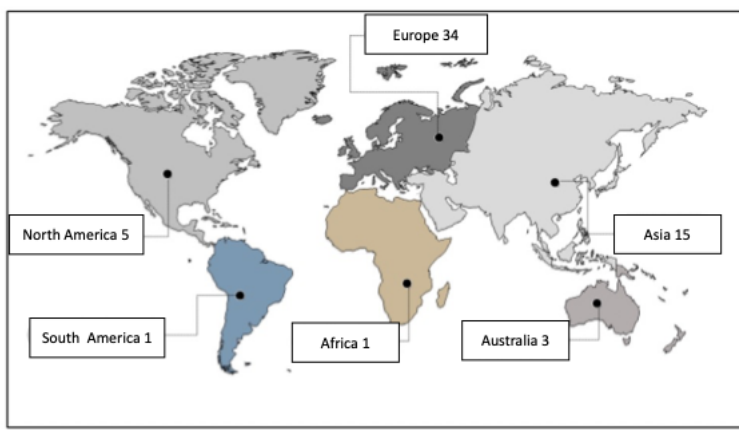 Europe 34
North America 5
Asia 15
South  America 1
Africa 1
Australia 3